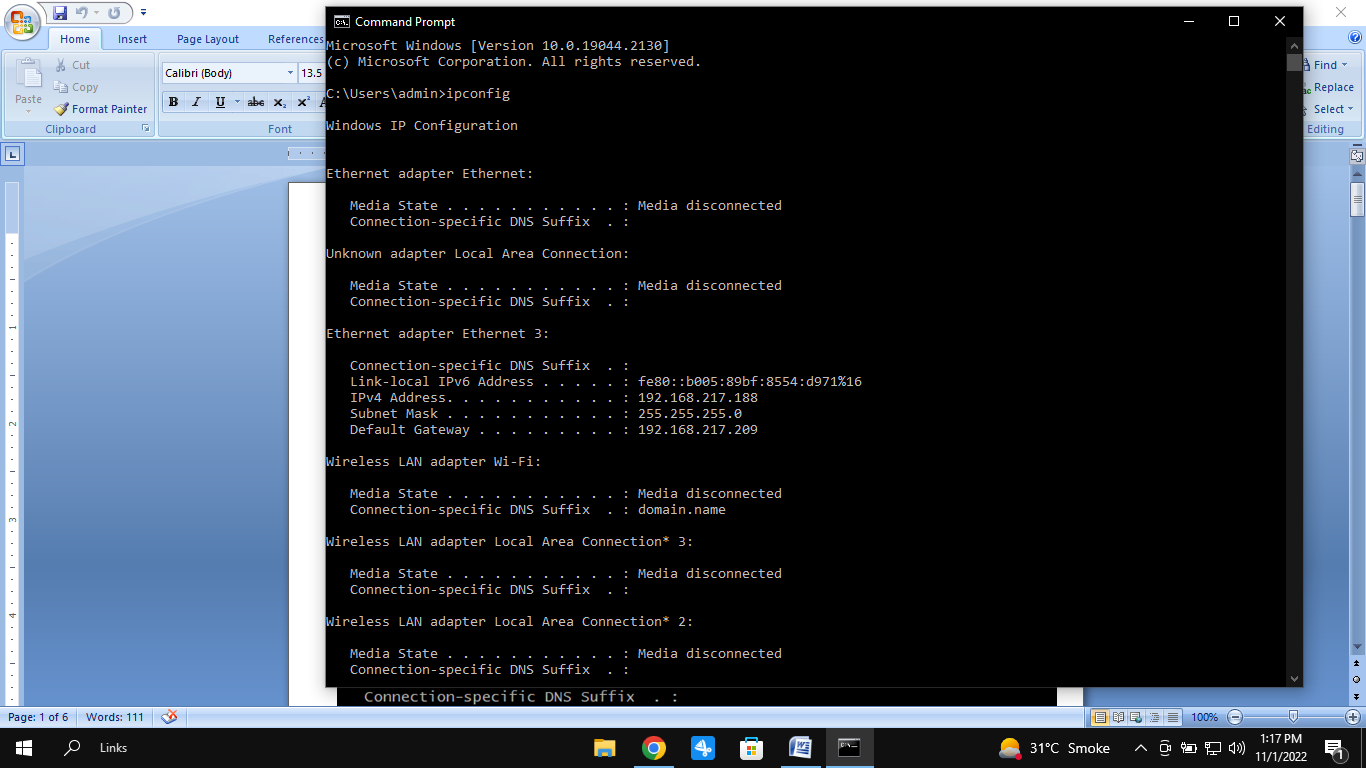 Command Prompt
Home Insert Page Layout References
Cut
Copy
Paste
Format Painter
Clipboard
Calibri (Body) 13.5
B I U abc X₂ X²
Font
Find
Replace
Select
Editing
Microsoft Windows [Version 10.0.19044.2130]
(c) Microsoft Corporation. All rights reserved.
C:\Users\admin>ipconfig
Windows IP Configuration
Ethernet adapter Ethernet:
Media State . . . . . . . . . . . : Media disconnected
Connection-specific DNS Suffix . :
Unknown adapter Local Area Connection:
Media State . . . . . . . . . . . : Media disconnected
Connection-specific DNS Suffix . :
Ethernet adapter Ethernet 3:
Connection-specific DNS Suffix . :
Link-local IPv6 Address . . . . . : fe80::b005:89bf:8554:d971%16
IPv4 Address. . . . . . . . . . . : 192.168.217.188
Subnet Mask . . . . . . . . . . . : 255.255.255.0
Default Gateway . . . . . . . . . : 192.168.217.209
Wireless LAN adapter Wi-Fi:
Media State . . . . . . . . . . . : Media disconnected
Connection-specific DNS Suffix . : domain.name
Wireless LAN adapter Local Area Connection* 3:
Media State . . . . . . . . . . . : Media disconnected
Connection-specific DNS Suffix . :
Wireless LAN adapter Local Area Connection* 2:
Media State . . . . . . . . . . . : Media disconnected
Connection-specific DNS Suffix . :
Connection-specific DNS Suffix . :
1
2
3
4
Page: 1 of 6 Words: 111 100%
Links 31°C Smoke 1:17 PM
11/1/2022
1